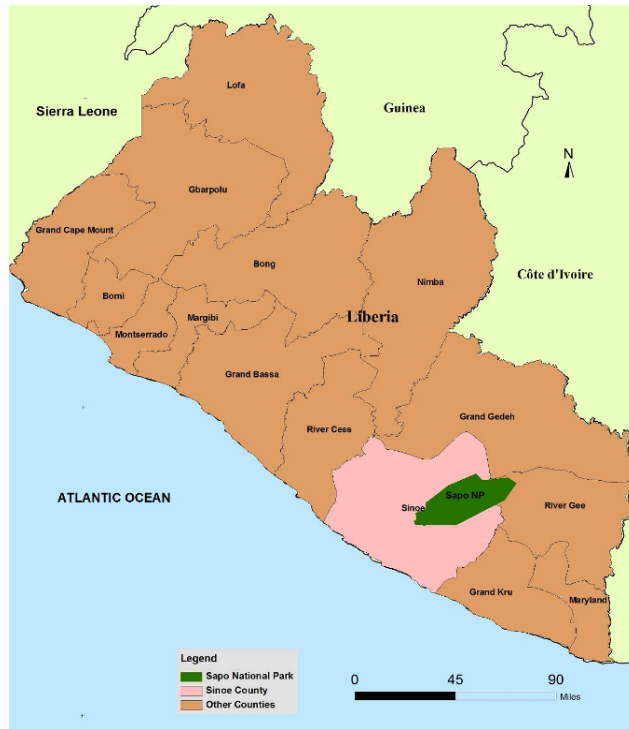 Lofa
Sierra Leone
Guinea
N
Gbarpolu
Grand Cape Mount
Bong
Côte d'Ivoire
Nimba
Bomi
Margibi
Liberia
Montserrado
Grand Bassa
Grand Gedeh
River Cess
ATLANTIC OCEAN
Sapo NP
Sinoe
River Gee
Grand Kru
Maryland
Legend
Sapo National Park
Sinoe County
Other Counties
0 45 90
Miles